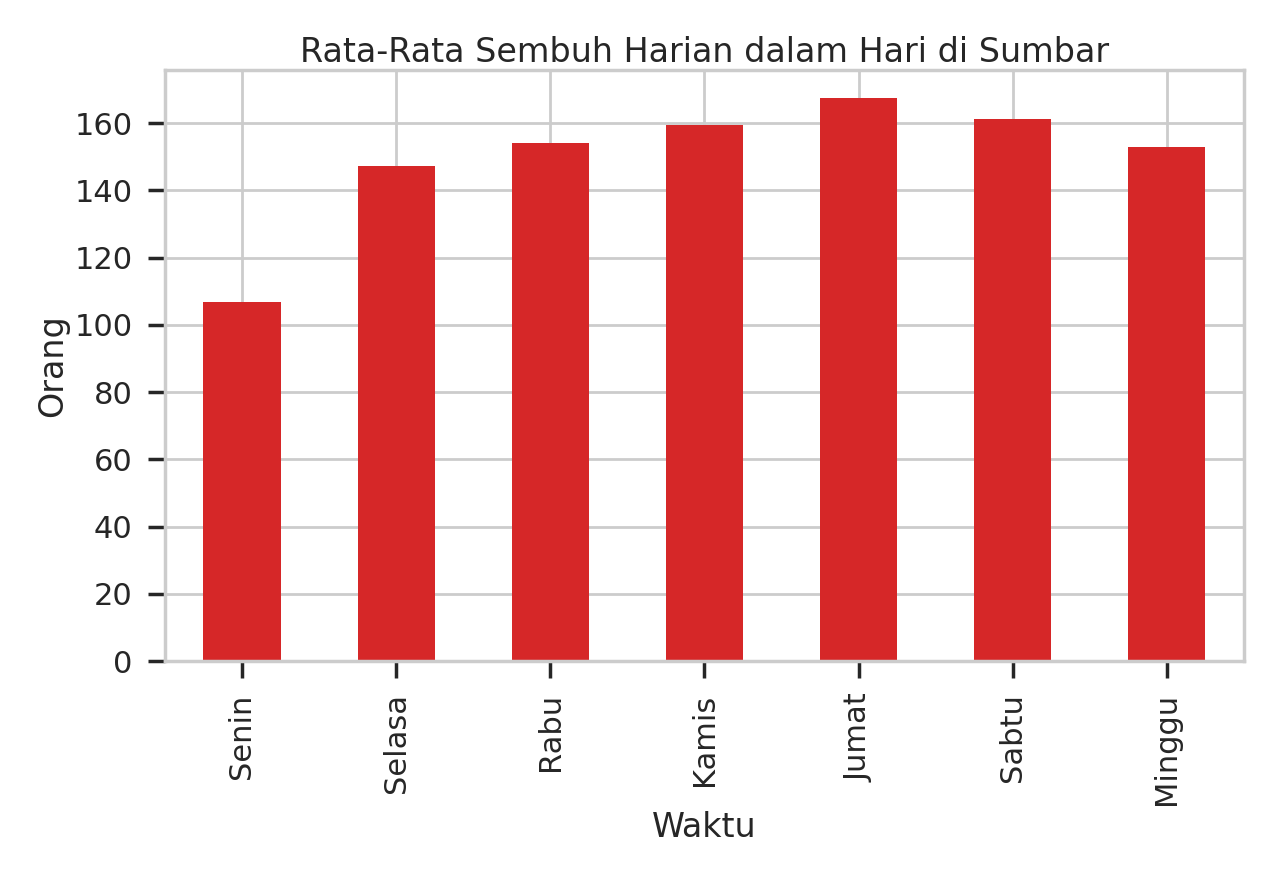 Rata-Rata Sembuh Harian dalam Hari di Sumbar
Orang
160
140
120
100
80
60
40
20
0
Senin
Selasa
Rabu
Kamis
Jumat
Sabtu
Minggu
Waktu